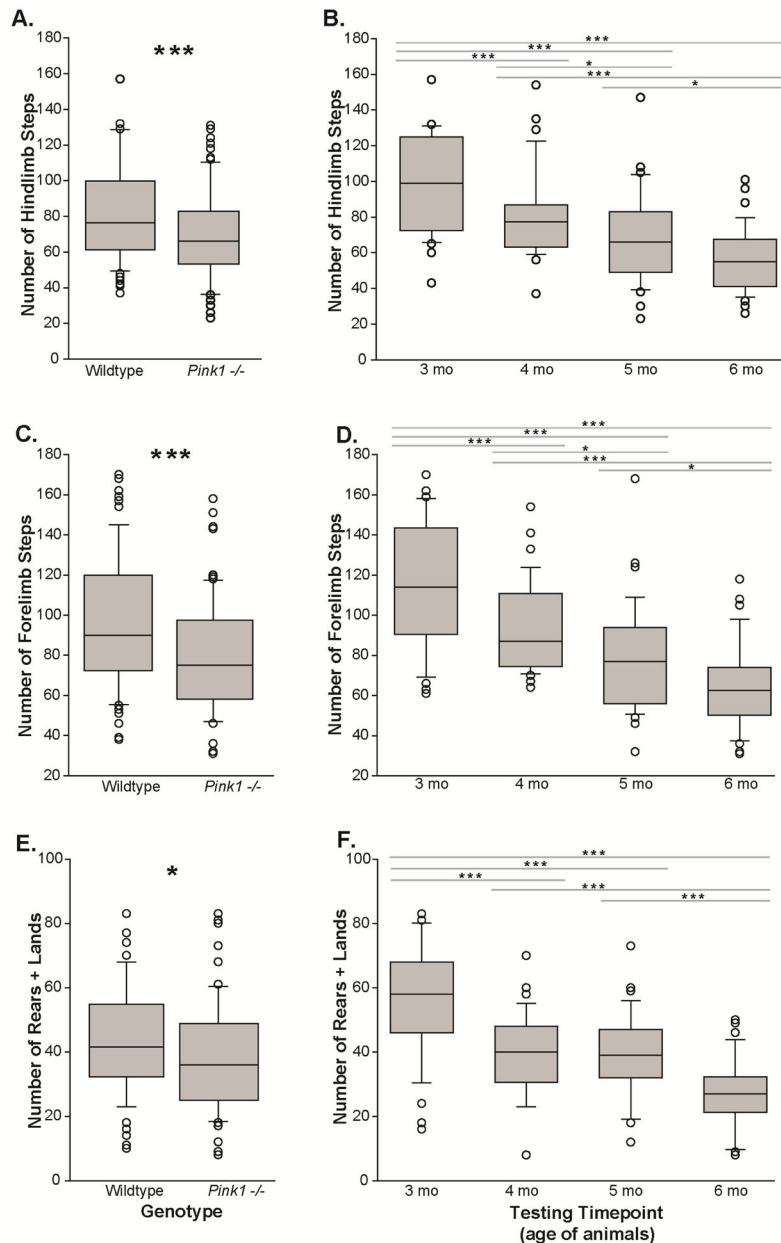 A.
B.
***
***
***
***
*
***
*
180
160
140
120
100
80
60
40
20
0
Number of Hindlimb Steps
Wildtype
Pink1 -/-
180
160
140
120
100
80
60
40
20
0
Number of Hindlimb Steps
3 mo
4 mo
5 mo
6 mo
C.
D.
***
***
***
***
*
***
*
180
160
140
120
100
80
60
40
20
Number of Forelimb Steps
Wildtype
Pink1 -/-
180
160
140
120
100
80
60
40
20
Number of Forelimb Steps
3 mo
4 mo
5 mo
6 mo
E.
F.
*
***
***
***
***
***
100
80
60
40
20
0
Number of Rears + Lands
Wildtype
Pink1 -/-
Genotype
100
80
60
40
20
0
Number of Rears + Lands
3 mo
4 mo
5 mo
6 mo
Testing Timepoint
(age of animals)